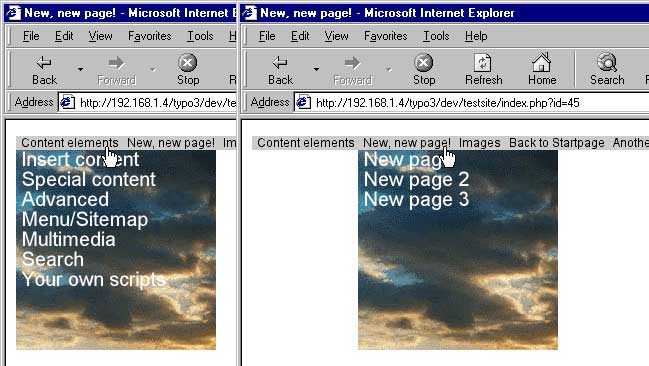 New, new page! - Microsoft Internet E
File Edit View Favorites Tools H
Back Forward Stop R
Address http://192.168.1.4/typo3/dev/te
Content elements New, new page! Im
Insert content
Special content
Advanced
Menu/Sitemap
Multimedia
Search
Your own scripts
New, new page! - Microsoft Internet Explorer
File Edit View Favorites Tools Help
Back Forward Stop Refresh Home Search
Address http://192.168.1.4/typo3/dev/testsite/index.php?id=45
Content elements New, new page! Images Back to Startpage Anothe
New page
New page 2
New page 3